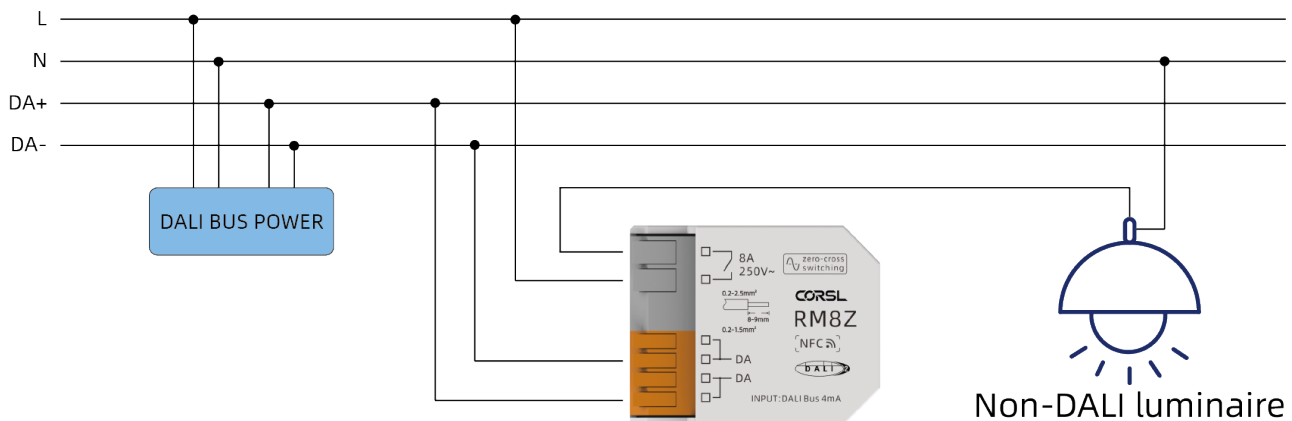 L
N
DA+
DA-
DALI BUS POWER
8A
250V~
zero-cross
switching
0.2-2.5mm²
8-9mm
0.2-1.5mm²
CORSL
RM8Z
NFC
DA
DALI 2
DA
INPUT:DALI Bus 4mA
Non-DALI luminaire